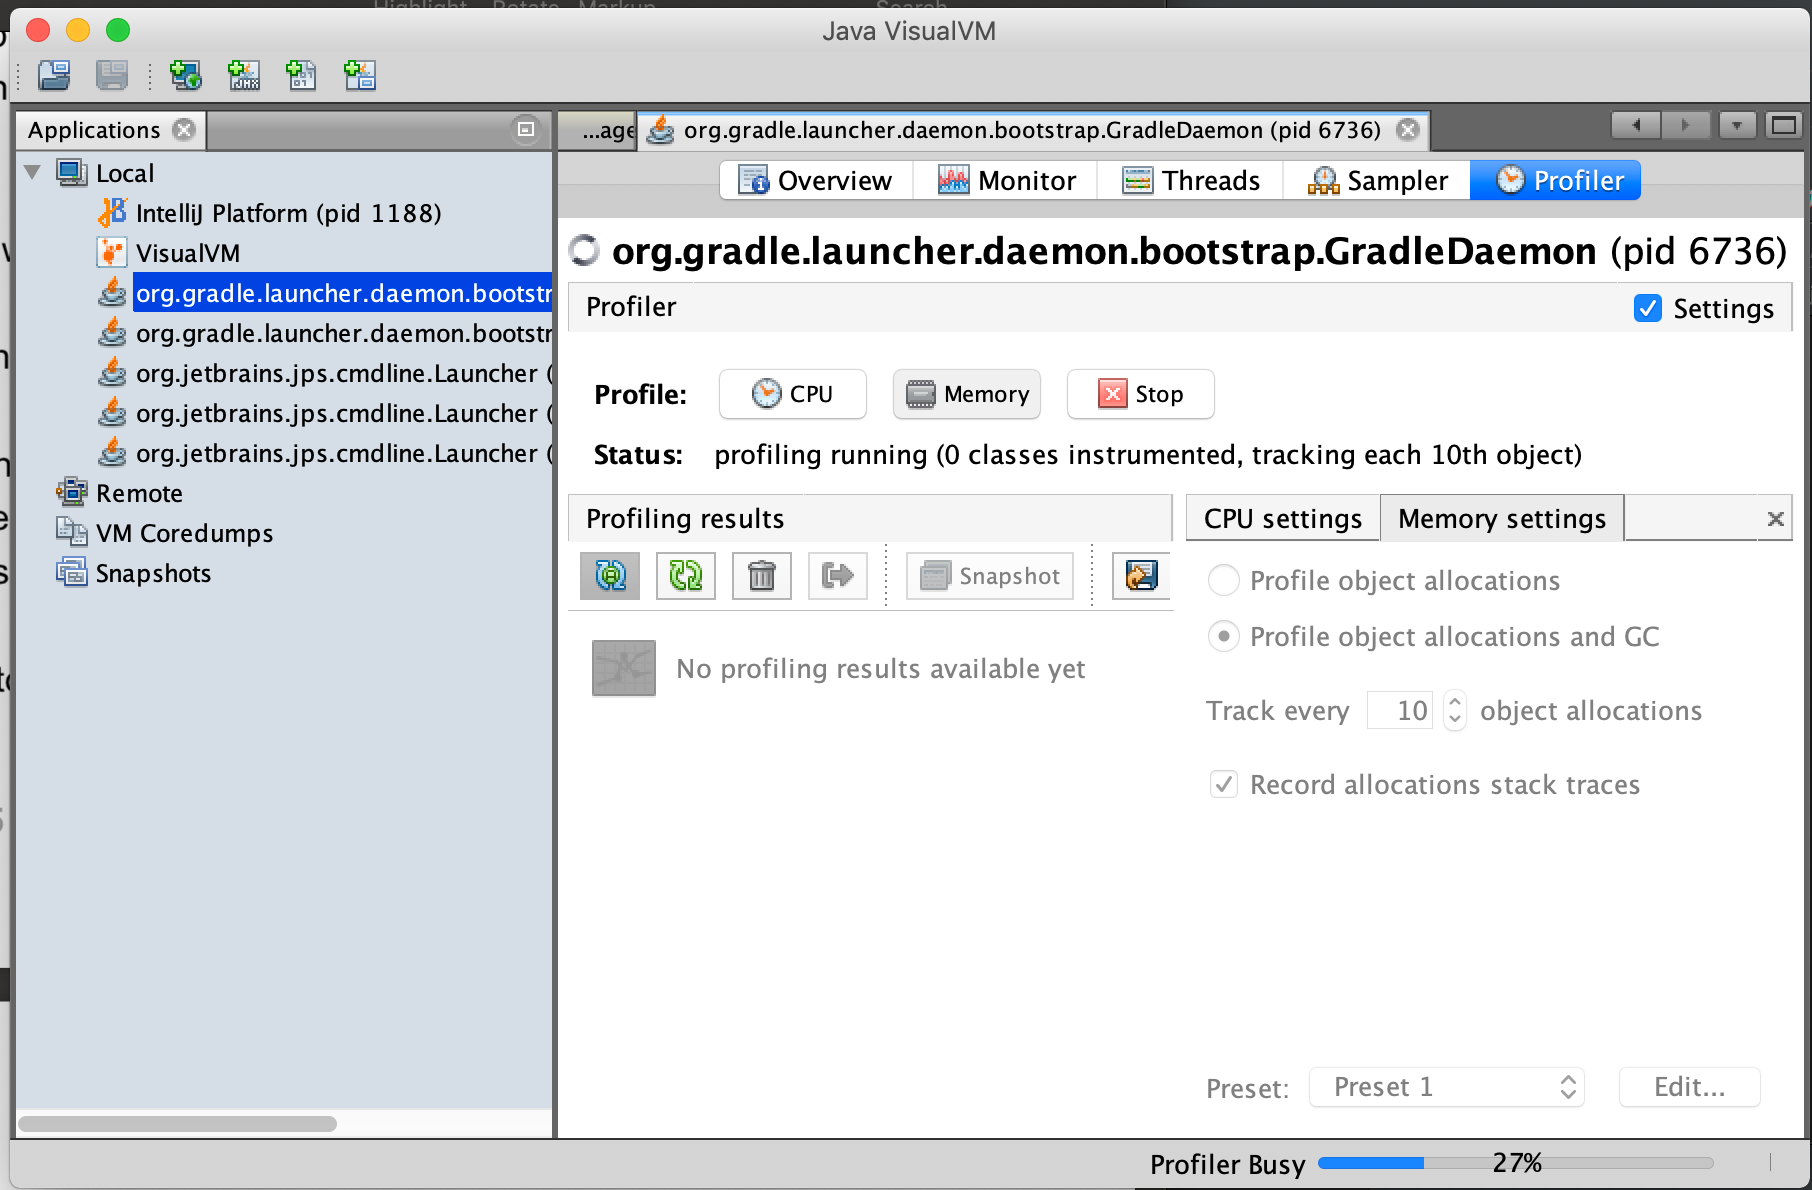 Java VisualVM
Applications
...age
org.gradle.launcher.daemon.bootstrap.GradleDaemon (pid 6736)
Local
IntelliJ Platform (pid 1188)
VisualVM
org.gradle.launcher.daemon.bootstr
org.gradle.launcher.daemon.bootstr
org.jetbrains.jps.cmdline.Launcher (
org.jetbrains.jps.cmdline.Launcher (
org.jetbrains.jps.cmdline.Launcher (
Remote
VM Coredumps
Snapshots
Overview Monitor Threads Sampler Profiler
org.gradle.launcher.daemon.bootstrap.GradleDaemon (pid 6736)
Profiler Settings
Profile: CPU Memory Stop
Status: profiling running (0 classes instrumented, tracking each 10th object)
Profiling results
Snapshot
No profiling results available yet
CPU settings Memory settings
Profile object allocations
Profile object allocations and GC
Track every 10 object allocations
Record allocations stack traces
Preset: Preset 1 Edit...
Profiler Busy 27%